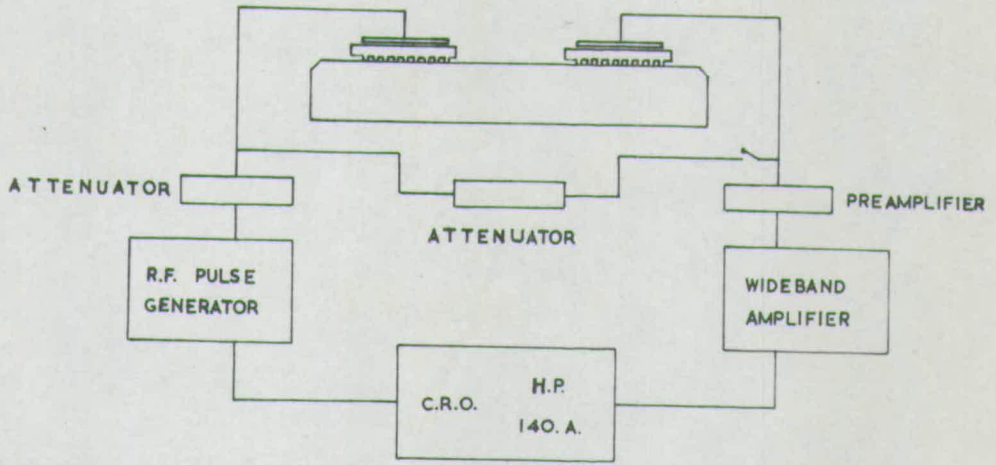 ATTENUATOR
ATTENUATOR
PREAMPLIFIER
R.F. PULSE
GENERATOR
WIDEBAND
AMPLIFIER
C.R.O.
H.P.
140.A.